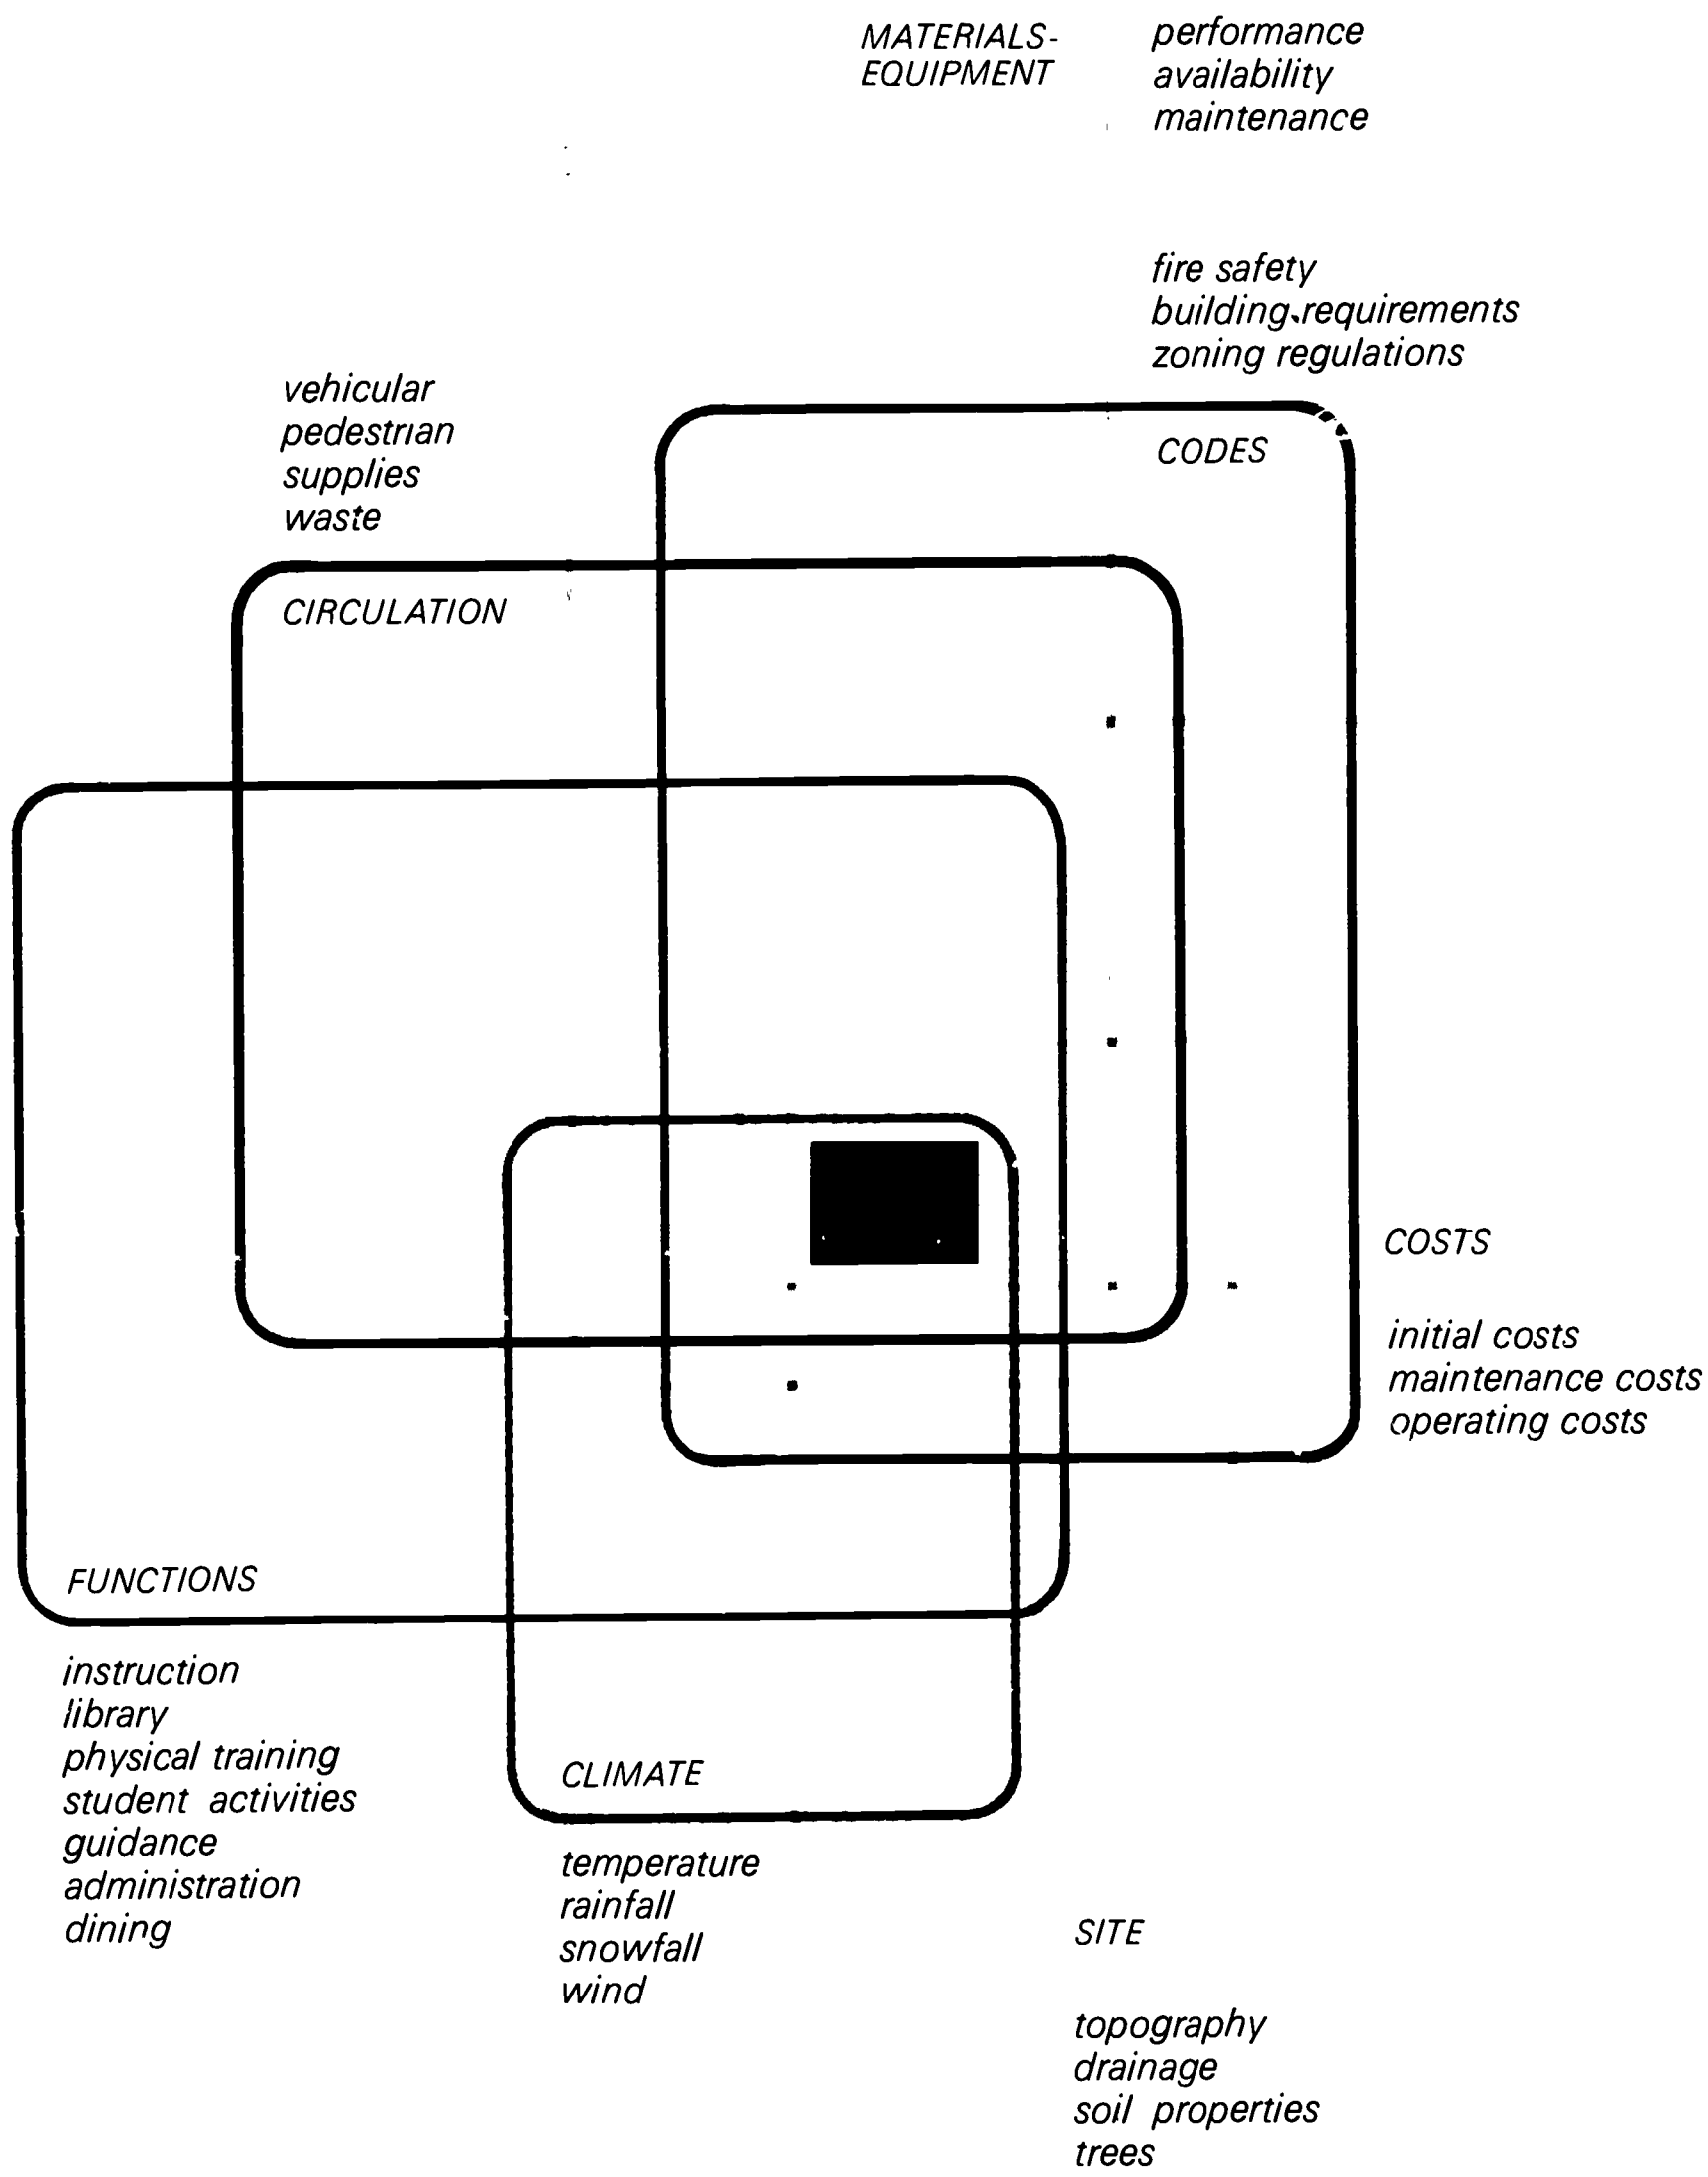 MATERIALS-
EQUIPMENT
performance
availability
maintenance
fire safety
building requirements
zoning regulations
vehicular
pedestrian
supplies
waste
CODES
CIRCULATION
COSTS
initial costs
maintenance costs
operating costs
FUNCTIONS
instruction
library
physical training
student activities
guidance
administration
dining
CLIMATE
temperature
rainfall
snowfall
wind
SITE
topography
drainage
soil properties
trees